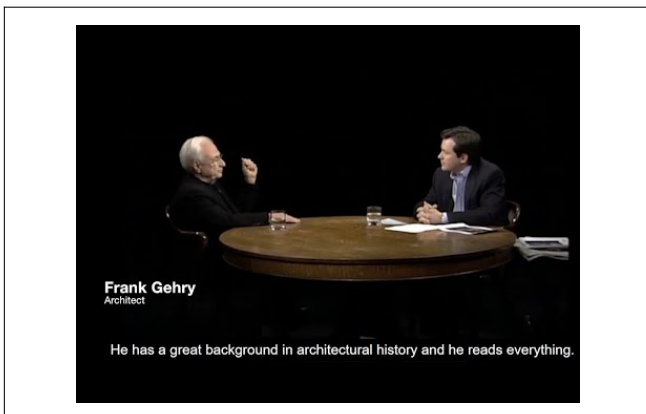 Frank Gehry
Architect
He has a great background in architectural history and he reads everything.